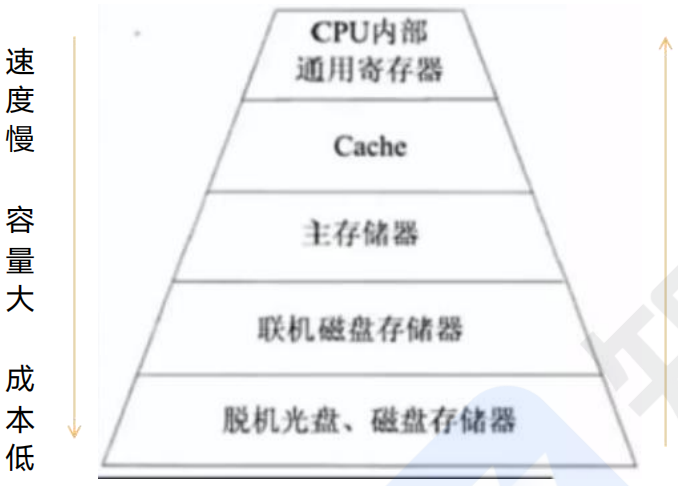 速度慢
容量大
成本低
CPU内部
通用寄存器
Cache
主存储器
联机磁盘存储器
脱机光盘、磁盘存储器